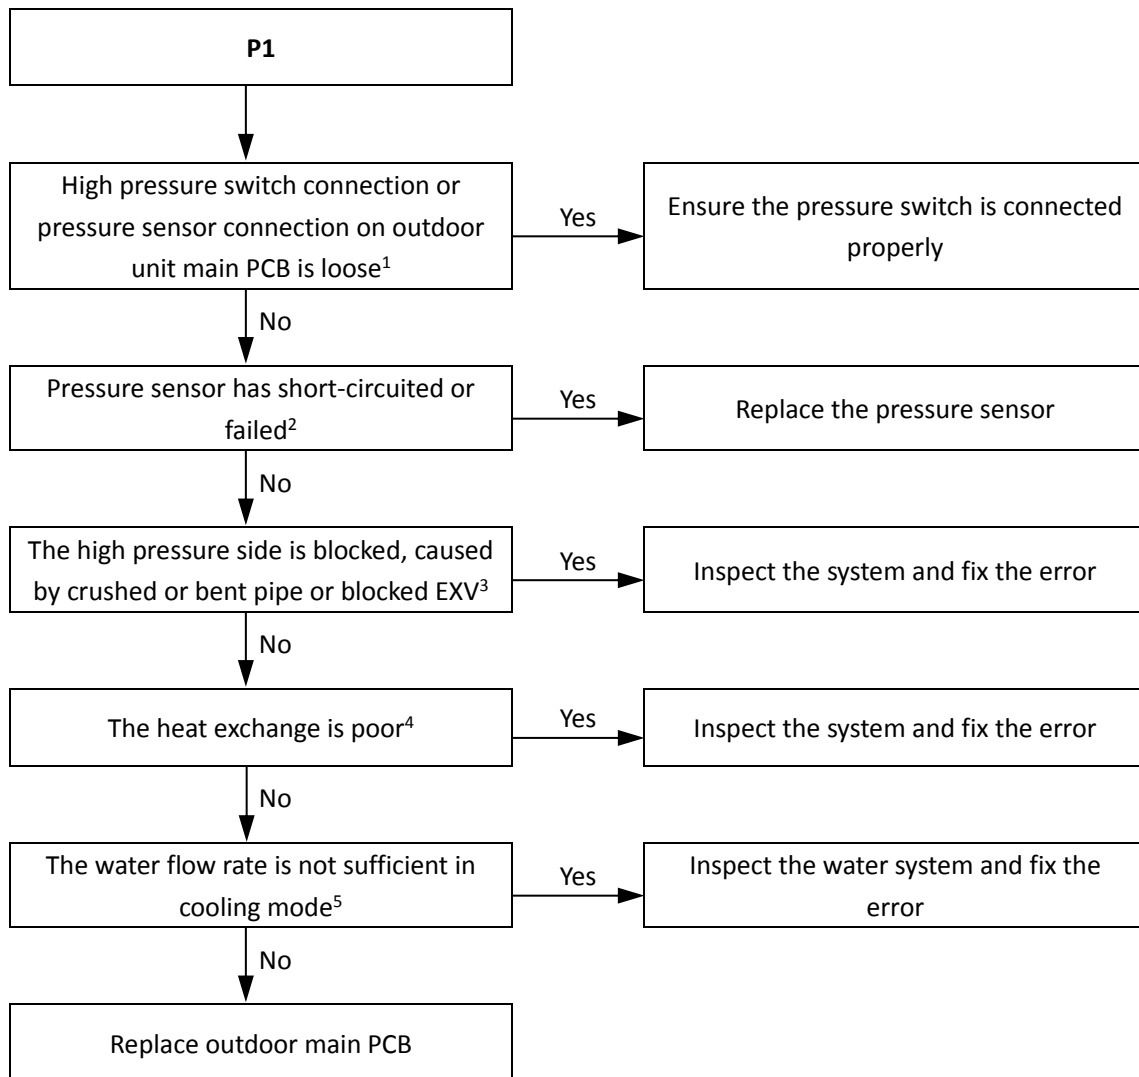 P1
High pressure switch connection or
pressure sensor connection on outdoor
unit main PCB is loose¹
Yes
Ensure the pressure switch is connected
properly
No
Pressure sensor has short-circuited or
failed²
Yes
Replace the pressure sensor
No
The high pressure side is blocked, caused
by crushed or bent pipe or blocked EXV³
Yes
Inspect the system and fix the error
No
The heat exchange is poor⁴
Yes
Inspect the system and fix the error
No
The water flow rate is not sufficient in
cooling mode⁵
Yes
Inspect the water system and fix the
error
No
Replace outdoor main PCB